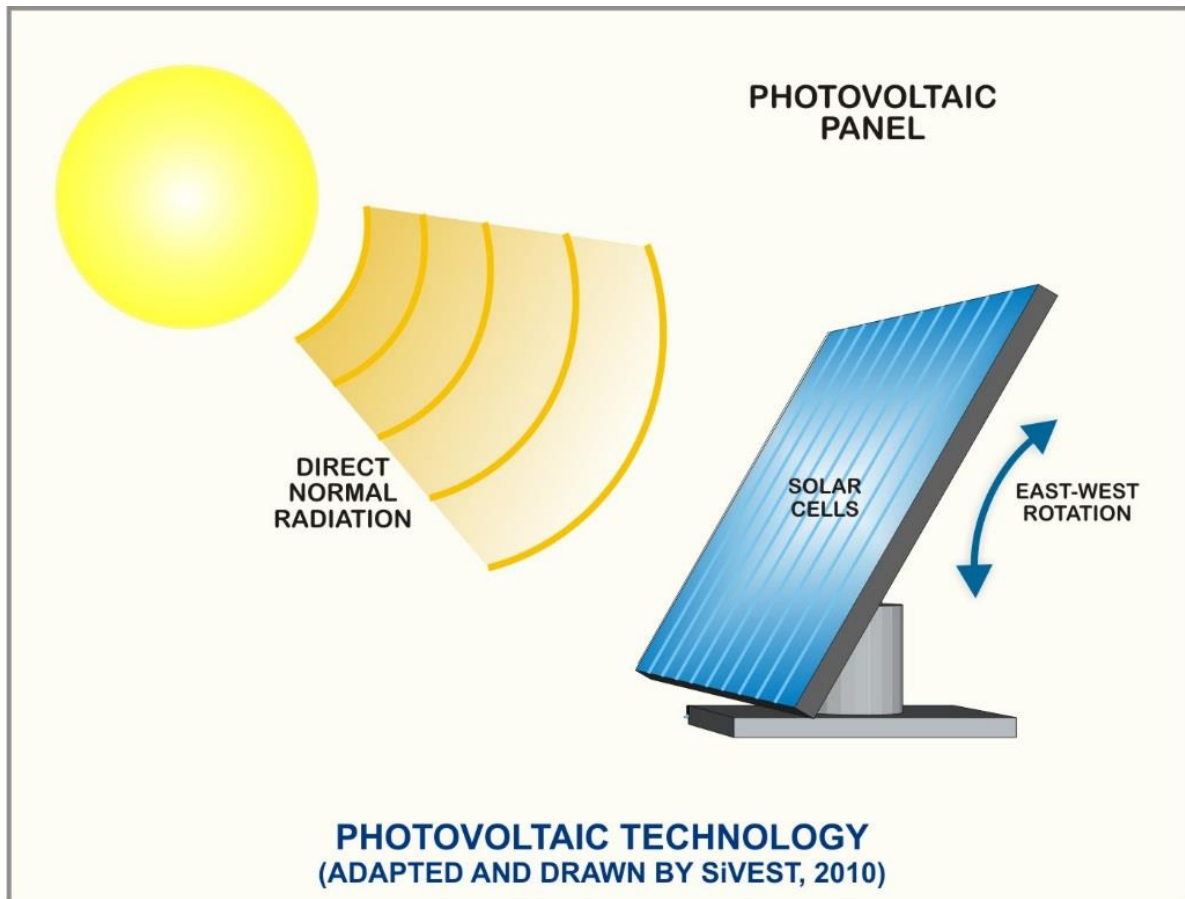 PHOTOVOLTAIC
PANEL
DIRECT
NORMAL
RADIATION
SOLAR
CELLS
EAST-WEST
ROTATION
PHOTOVOLTAIC TECHNOLOGY
(ADAPTED AND DRAWN BY SiVEST, 2010)